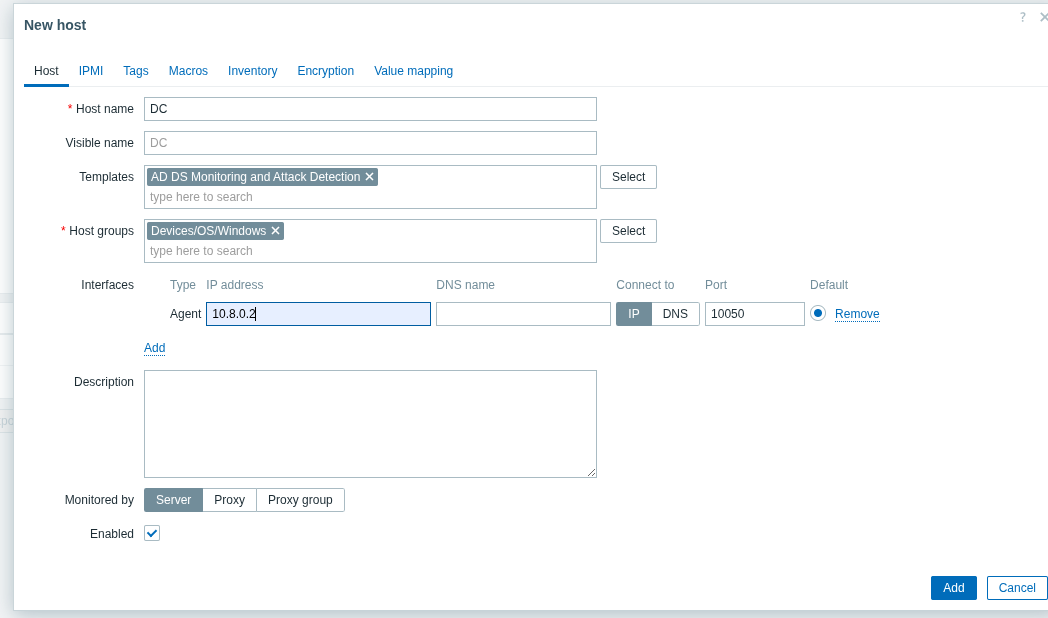 New host
?
Host IPMI Tags Macros Inventory Encryption Value mapping
* Host name DC
Visible name DC
Templates AD DS Monitoring and Attack Detection
type here to search
Select
* Host groups Devices/OS/Windows
type here to search
Select
Interfaces Type IP address DNS name Connect to Port Default
Agent 10.8.0.2 IP DNS 10050 Remove
Add
Description
Monitored by Server Proxy Proxy group
Enabled
Add Cancel